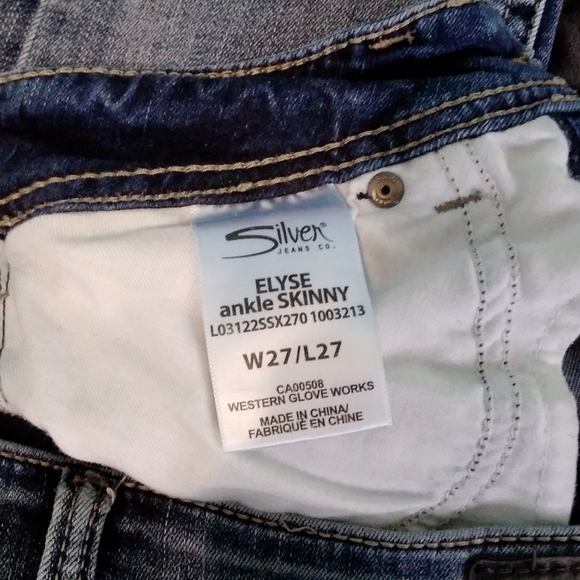 Silver®
JEANS CO.
ELYSE
ankle SKINNY
L03122SSX270 1003213
W27/L27
CA00508
WESTERN GLOVE WORKS
MADE IN CHINA/
FABRIQUÉ EN CHINE